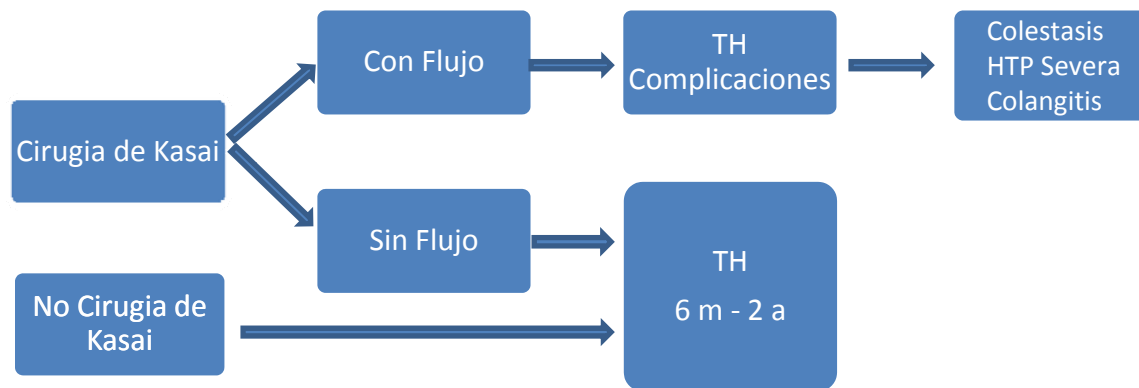 Cirugia de Kasai
Con Flujo
TH
Complicaciones
Colestasis
HTP Severa
Colangitis
Sin Flujo
No Cirugia de
Kasai
TH
6 m - 2 a